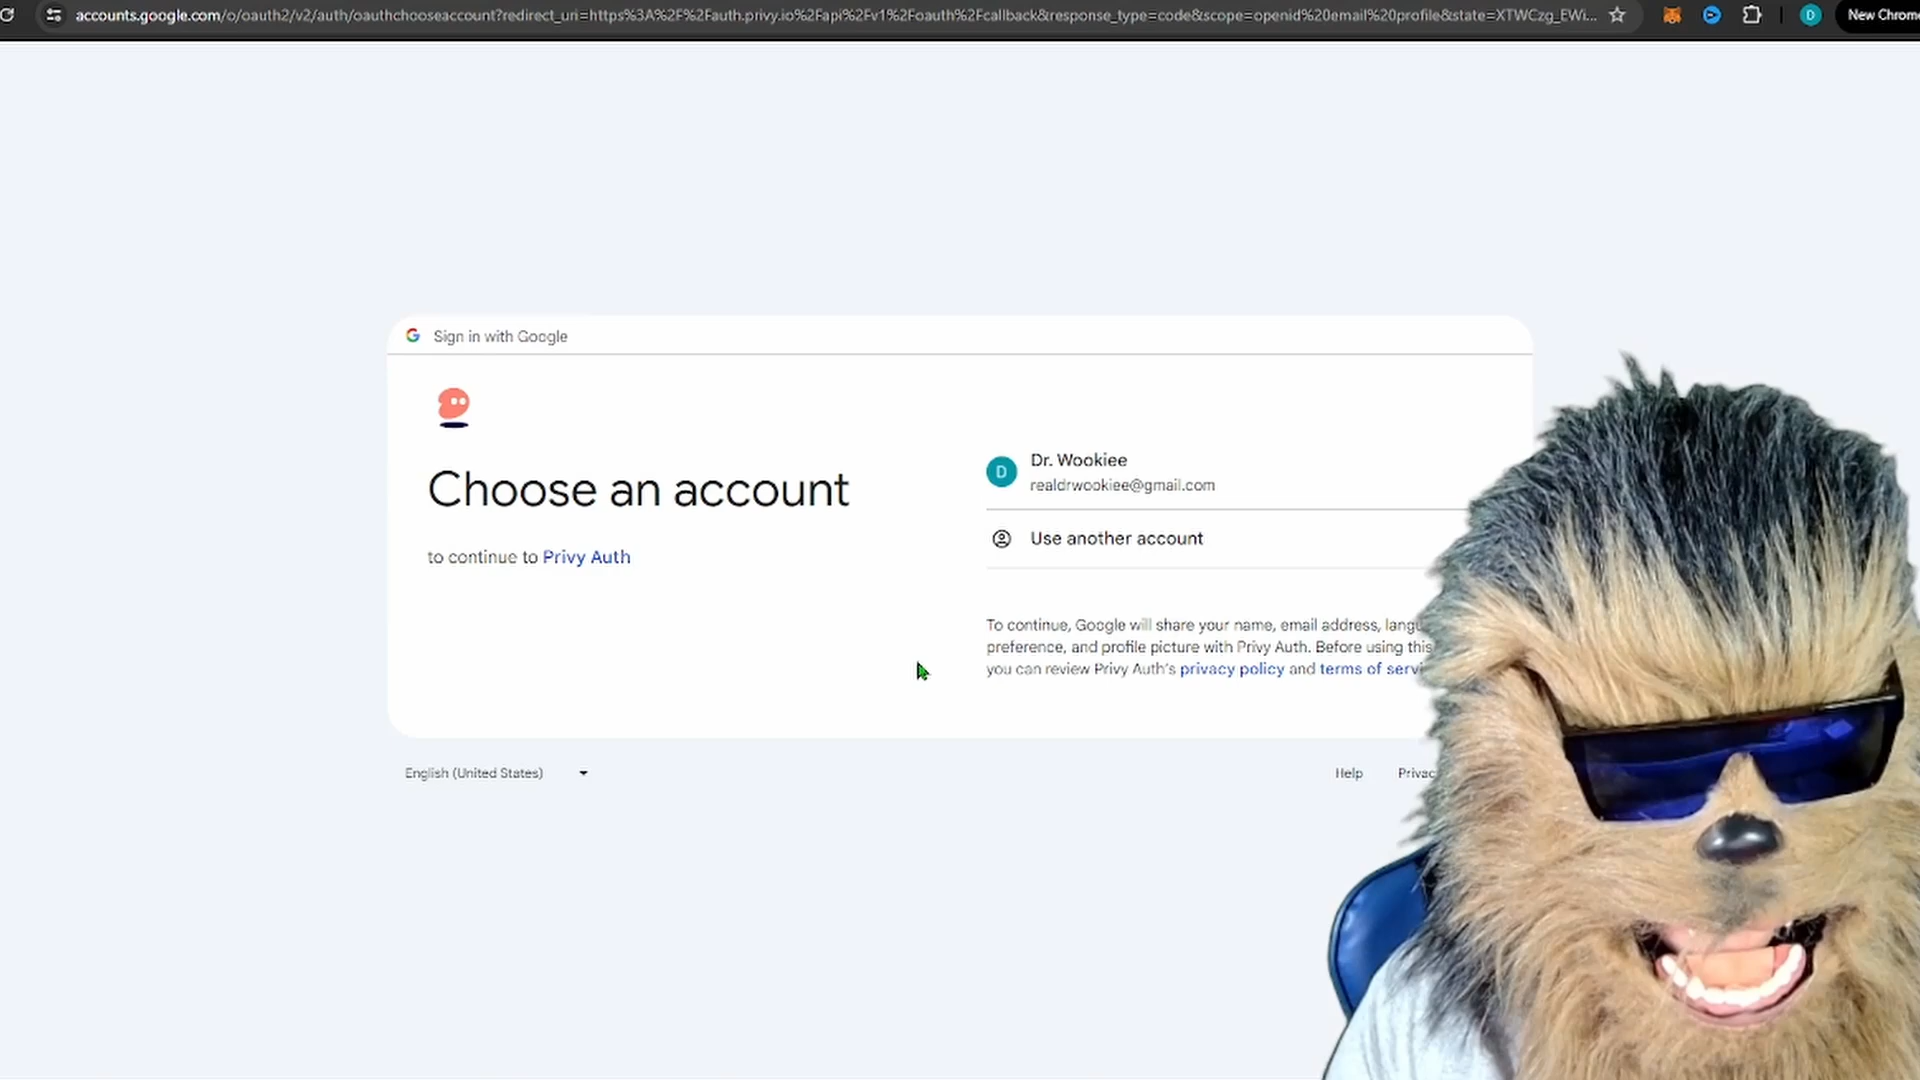 accounts.google.com/o/oauth2/v2/auth/oauthchooseaccount?redirect_uri=https%3A%2F%2Fauth.privy.io%2Fapi%2Fv1%2Foauth%2Fcallback&response_type=code&scope=openid%20email%20profile&state=XTWCzg_EWi... D New Chrome
Sign in with Google
Choose an account
to continue to Privy Auth
D Dr. Wookiee
realdrwookiee@gmail.com
Use another account
To continue, Google will share your name, email address, langu
preference, and profile picture with Privy Auth. Before using this
you can review Privy Auth's privacy policy and terms of servi
English (United States)
Help Privac